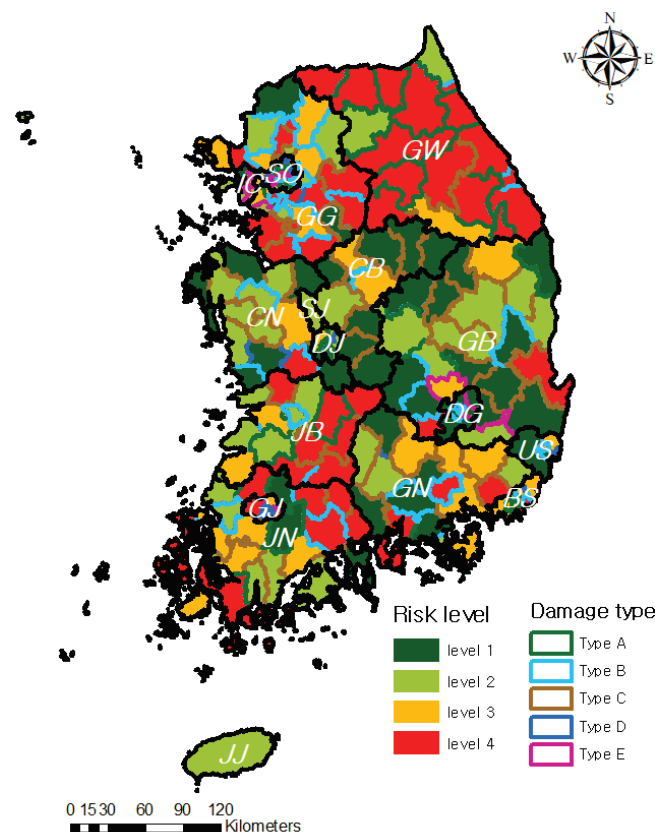 N
W E
S
GW
SO
IC
GG
CB
SJ
CN
DJ
GB
DG
JB
US
GN
BS
GJ
JN
JJ
Risk level
level 1
level 2
level 3
level 4
Damage type
Type A
Type B
Type C
Type D
Type E
0 15 30 60 90 120
Kilometers